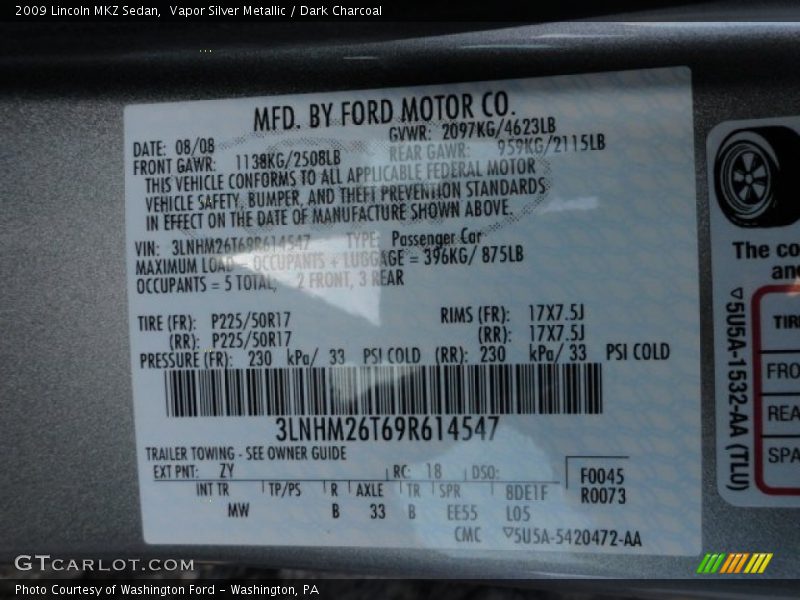 2009 Lincoln MKZ Sedan, Vapor Silver Metallic / Dark Charcoal
MFD. BY FORD MOTOR CO.
DATE: 08/08 GVWR: 2097KG/4623LB
FRONT GAWR: 1138KG/2508LB REAR GAWR: 959KG/2115LB
THIS VEHICLE CONFORMS TO ALL APPLICABLE FEDERAL MOTOR
VEHICLE SAFETY, BUMPER, AND THEFT PREVENTION STANDARDS
IN EFFECT ON THE DATE OF MANUFACTURE SHOWN ABOVE.
VIN: 3LNHM26T69R614547 TYPE: Passenger Car
MAXIMUM LOAD = OCCUPANTS + LUGGAGE = 396KG/ 875LB
OCCUPANTS = 5 TOTAL, 2 FRONT, 3 REAR
TIRE (FR): P225/50R17 RIMS (FR): 17X7.5J
(RR): P225/50R17 (RR): 17X7.5J
PRESSURE (FR): 230 kPa/ 33 PSI COLD (RR): 230 kPa/ 33 PSI COLD
3LNHM26T69R614547
TRAILER TOWING - SEE OWNER GUIDE
EXT PNT: ZY RC: 18 DSO: F0045
INT TR TP/PS R AXLE TR SPR 8DE1F R0073
MW B 33 B EE55 L05
CMC ▽5U5A-5420472-AA
The co
and
▽5U5A-1532-AA (TLU)
TIR
FRO
REA
SPA
GTCARLOT.COM
Photo Courtesy of Washington Ford - Washington, PA